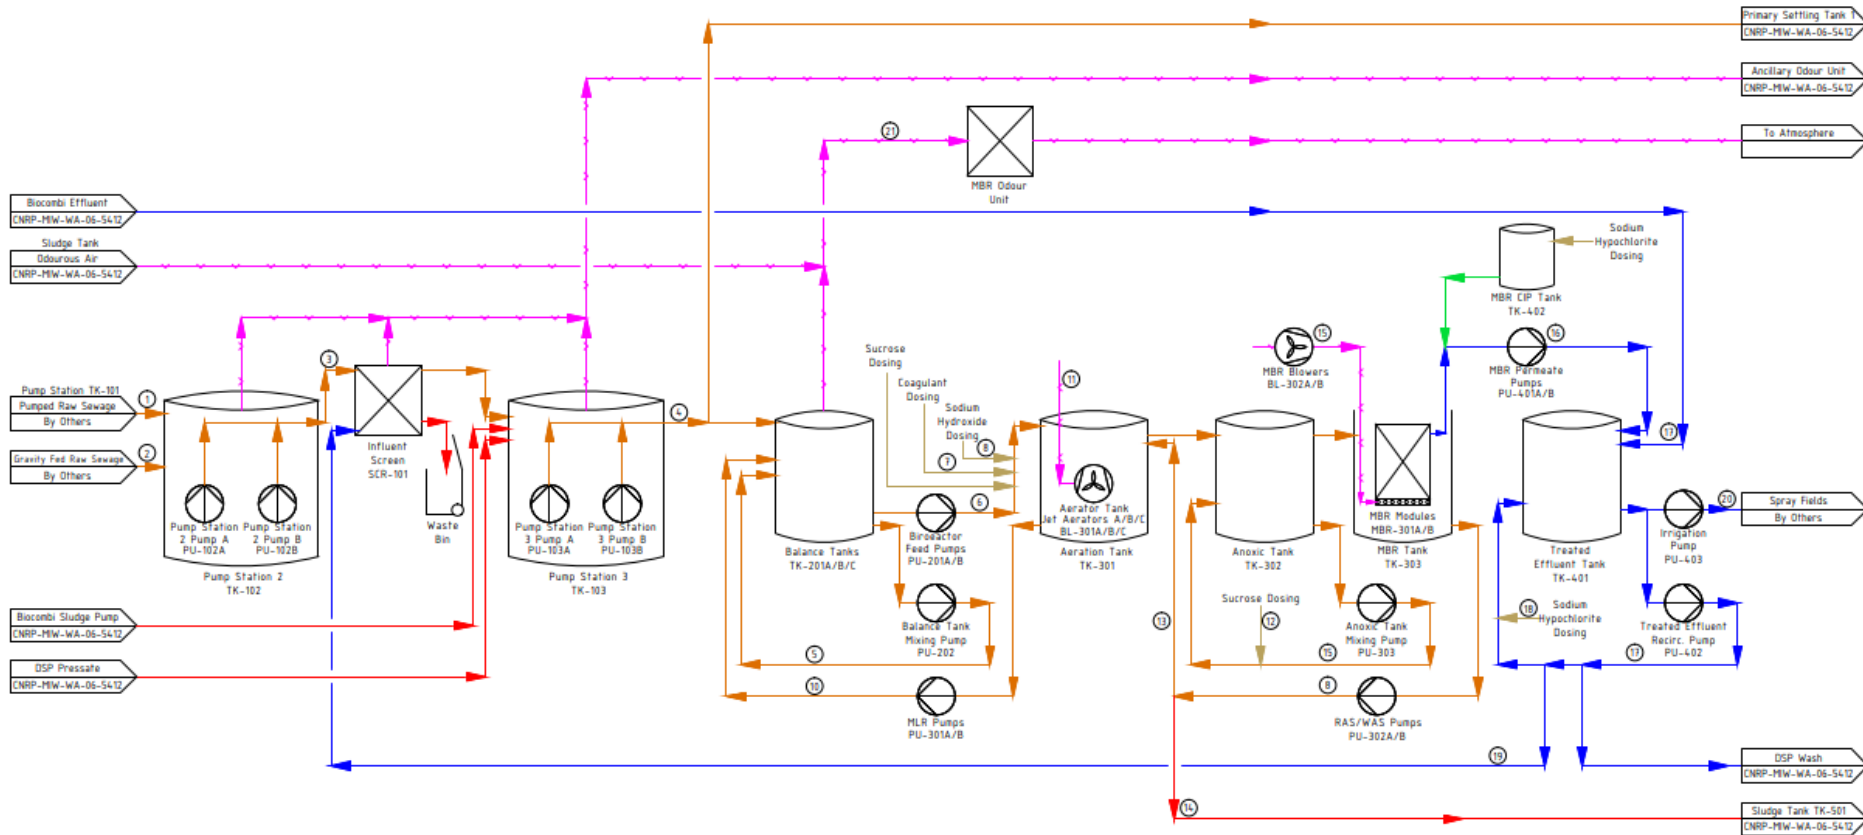 Primary Settling Tank 1
CNRP-MIW-WA-06-5412
Ancillary Odour Unit
CNRP-MIW-WA-06-5412
To Atmosphere
21
MBR Odour
Unit
Biocombi Effluent
CNRP-MIW-WA-06-5412
Sludge Tank
Odourous Air
CNRP-MIW-WA-06-5412
Sodium
Hypochlorite
Dosing
MBR CIP Tank
TK-402
3
15
MBR Blowers
BL-302A/B
16
MBR Permeate
Pumps
PU-401A/B
Sucrose
Dosing
Coagulant
Dosing
Sodium
Hydroxide
Dosing
8
7
11
Pump Station TK-101
Pumped Raw Sewage
By Others
1
Gravity Fed Raw Sewage
By Others
2
Influent
Screen
SCR-101
Waste
Bin
4
17
Pump Station
2 Pump A
PU-102A
Pump Station
2 Pump B
PU-102B
Pump Station 2
TK-102
Pump Station
3 Pump A
PU-103A
Pump Station
3 Pump B
PU-103B
Pump Station 3
TK-103
Balance Tanks
TK-201A/B/C
6
Biroeactor
Feed Pumps
PU-201A/B
Aerator Tank
Jet Aerators A/B/C
BL-301A/B/C
Aeration Tank
TK-301
Anoxic Tank
TK-302
MBR Modules
MBR-301A/B
MBR Tank
TK-303
Treated
Effluent Tank
TK-401
Irrigation
Pump
PU-403
20
Spray Fields
By Others
Biocombi Sludge Pump
CNRP-MIW-WA-06-5412
DSP Pressate
CNRP-MIW-WA-06-5412
Balance Tank
Mixing Pump
PU-202
5
10
MLR Pumps
PU-301A/B
13
Sucrose Dosing
12
Anoxic Tank
Mixing Pump
PU-303
15
8
RAS/WAS Pumps
PU-302A/B
18
Sodium
Hypochlorite
Dosing
Treated Effluent
Recirc. Pump
PU-402
17
19
DSP Wash
CNRP-MIW-WA-06-5412
14
Sludge Tank TK-501
CNRP-MIW-WA-06-5412